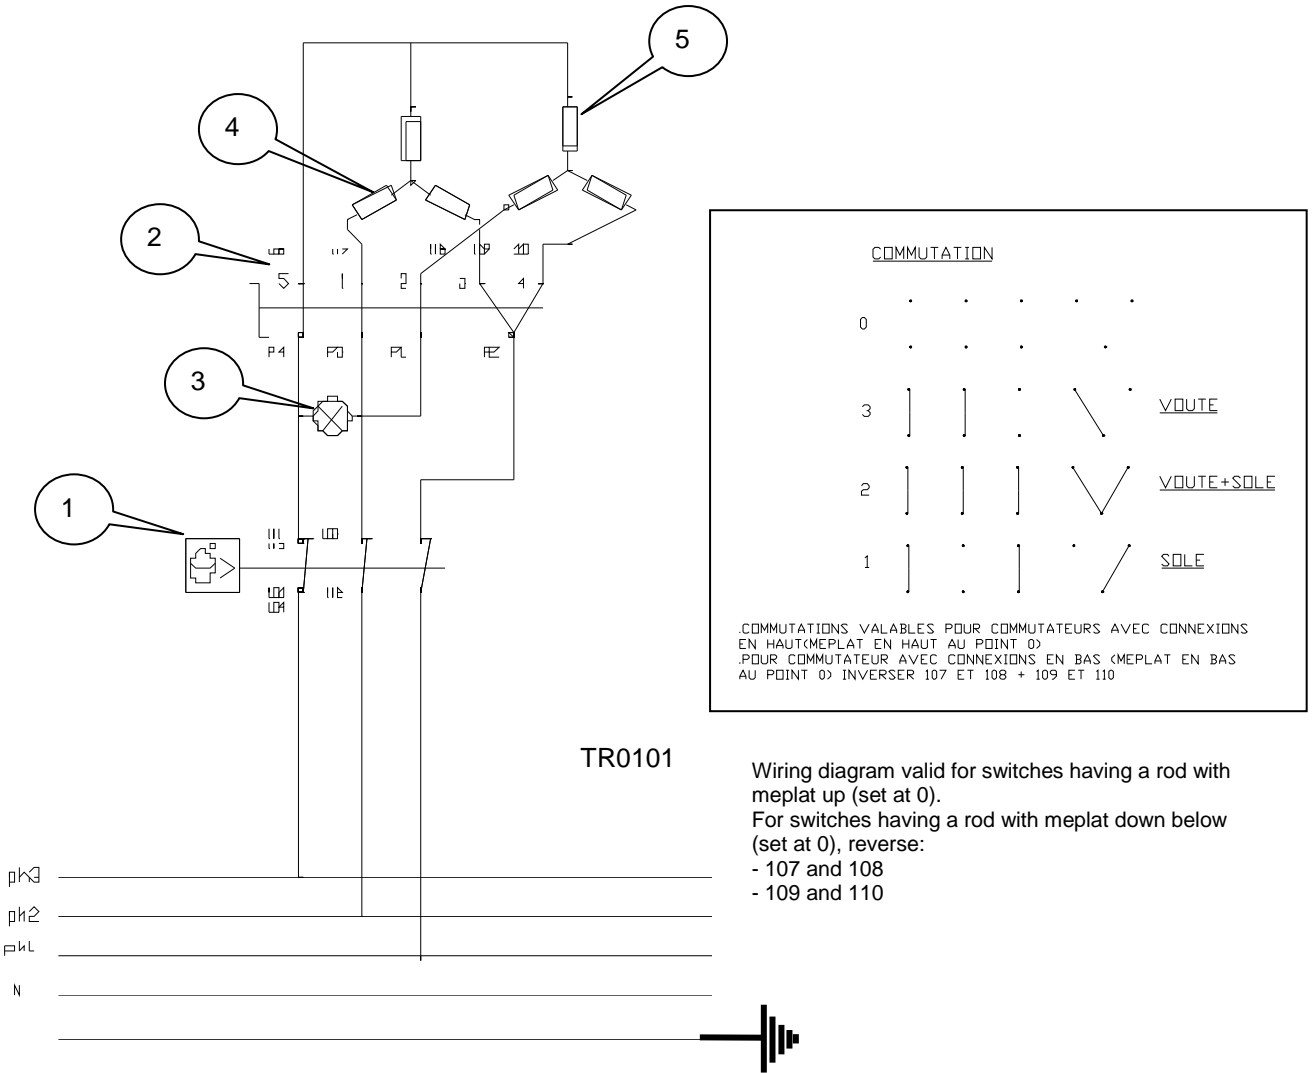 5
4
2
5 1 2 3 4
P4
3
1
COMMUTATION
0
3 VOUTE
2 VOUTE+SOLE
1 SOLE
.COMMUTATIONS VALABLES POUR COMMUTATEURS AVEC CONNEXIONS
EN HAUT(MEPLAT EN HAUT AU POINT 0)
.POUR COMMUTATEUR AVEC CONNEXIONS EN BAS (MEPLAT EN BAS
AU POINT 0) INVERSER 107 ET 108 + 109 ET 110
TR0101
Wiring diagram valid for switches having a rod with
meplat up (set at 0).
For switches having a rod with meplat down below
(set at 0), reverse:
- 107 and 108
- 109 and 110
ph3
ph2
ph1
N